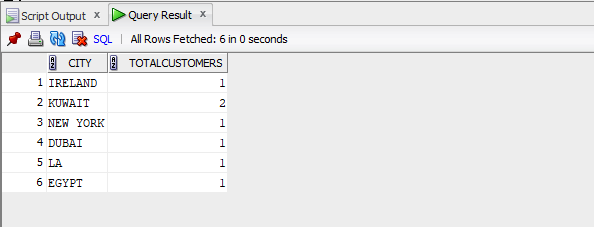 Script Output x Query Result x
SQL | All Rows Fetched: 6 in 0 seconds
CITY TOTALCUSTOMERS
1 IRELAND 1
2 KUWAIT 2
3 NEW YORK 1
4 DUBAI 1
5 LA 1
6 EGYPT 1